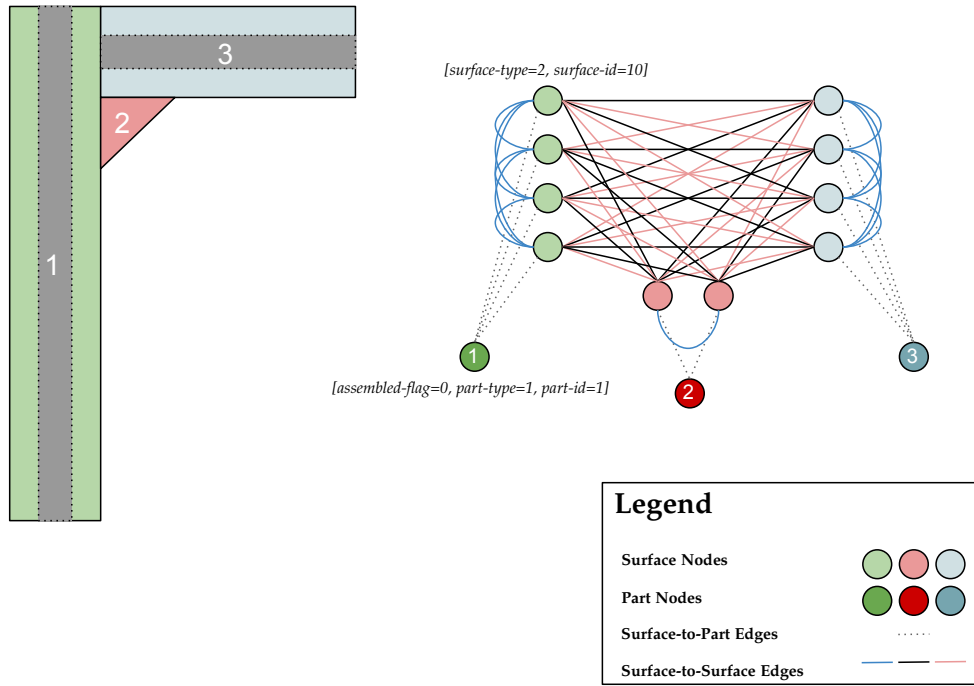 3
2
1
[surface-type=2, surface-id=10]
1
3
2
[assembled-flag=0, part-type=1, part-id=1]
Legend
Surface Nodes
Part Nodes
Surface-to-Part Edges
Surface-to-Surface Edges